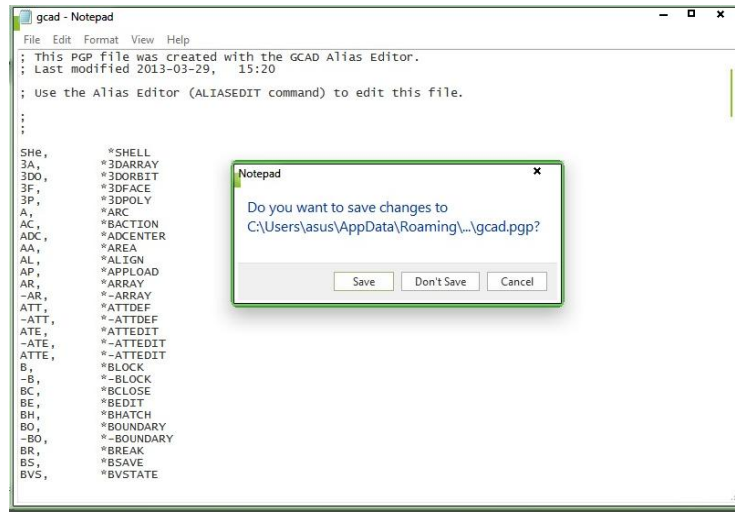 gcad - Notepad
File Edit Format View Help
; This PGP file was created with the GCAD Alias Editor.
; Last modified 2013-03-29, 15:20
; Use the Alias Editor (ALIASEDIT command) to edit this file.
;
;
SHe, *SHELL
3A, *3DARRAY
3DO, *3DORBIT
3F, *3DFACE
3P, *3DPOLY
A, *ARC
AC, *BACTION
ADC, *ADCENTER
AA, *AREA
AL, *ALIGN
AP, *APPLOAD
AR, *ARRAY
-AR, *-ARRAY
ATT, *ATTDEF
-ATT, *-ATTDEF
ATE, *ATTEDIT
-ATE, *-ATTEDIT
ATTE, *-ATTEDIT
B, *BLOCK
-B, *-BLOCK
BC, *BCLOSE
BE, *BEDIT
BH, *BHATCH
BO, *BOUNDARY
-BO, *-BOUNDARY
BR, *BREAK
BS, *BSAVE
BVS, *BVSTATE
Notepad
Do you want to save changes to
C:\Users\asus\AppData\Roaming\...\gcad.pgp?
Save Don't Save Cancel